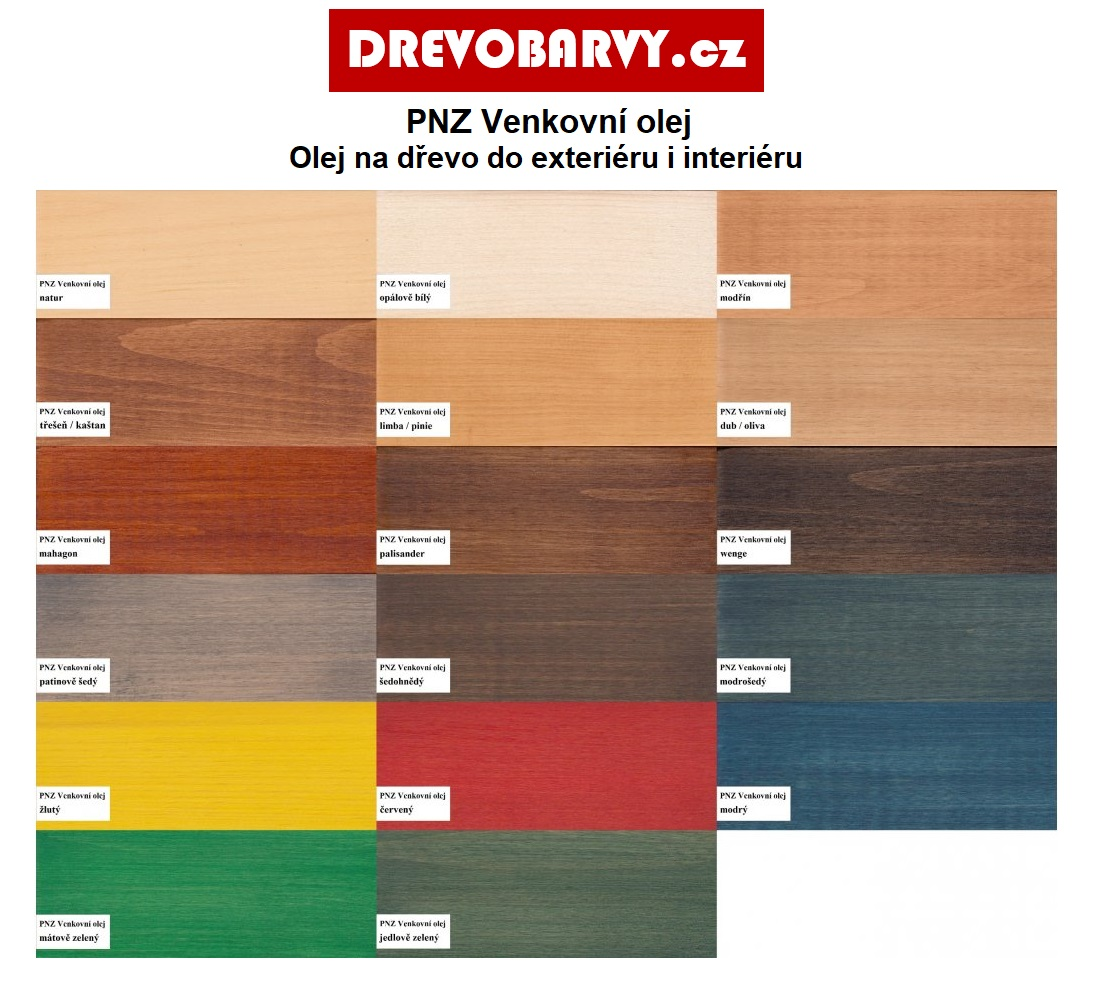 DREVOBARVY.cz
PNZ Venkovní olej
Olej na dřevo do exteriéru i interiéru
PNZ Venkovní olej
natur
PNZ Venkovní olej
opálově bílý
PNZ Venkovní olej
modřín
PNZ Venkovní olej
třešeň / kaštan
PNZ Venkovní olej
limba / pinie
PNZ Venkovní olej
dub / oliva
PNZ Venkovní olej
mahagon
PNZ Venkovní olej
palisander
PNZ Venkovní olej
wenge
PNZ Venkovní olej
patinově šedý
PNZ Venkovní olej
šedohnědý
PNZ Venkovní olej
modrošedý
PNZ Venkovní olej
žlutý
PNZ Venkovní olej
červený
PNZ Venkovní olej
modrý
PNZ Venkovní olej
mátově zelený
PNZ Venkovní olej
jedlově zelený